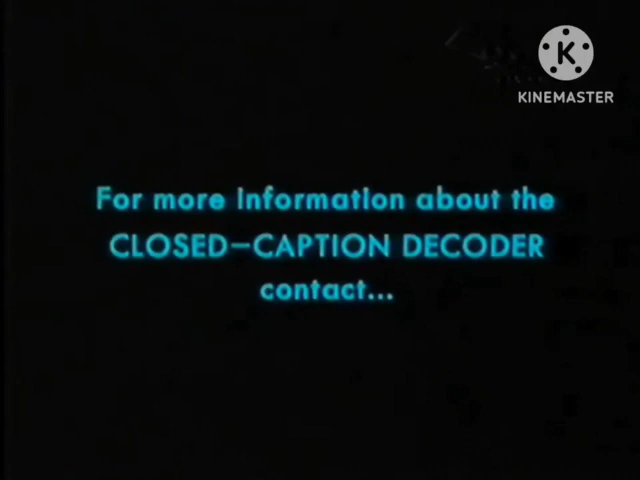 K
KINEMASTER
For more information about the
CLOSED-CAPTION DECODER
contact...